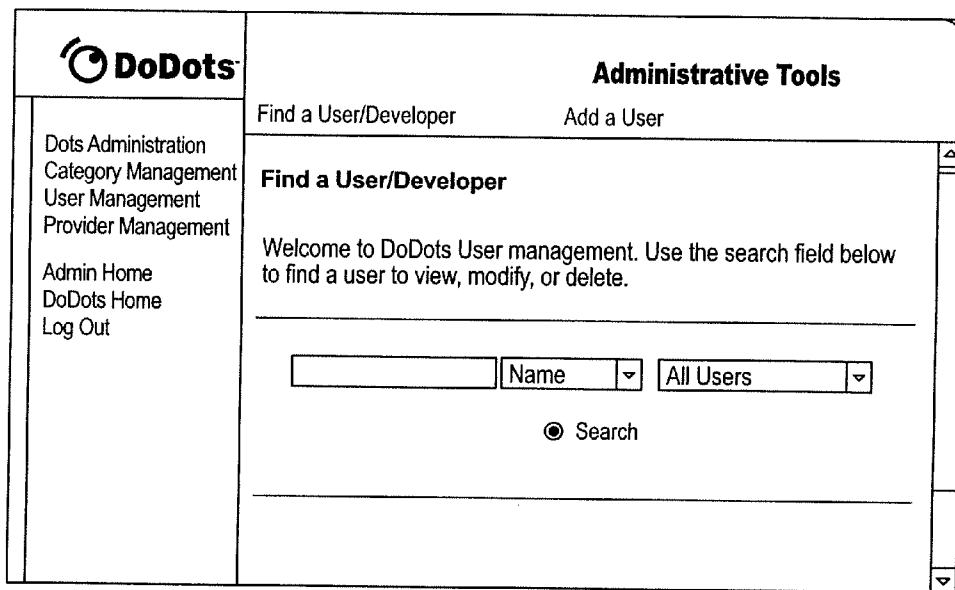 DoDots
Administrative Tools
Find a User/Developer
Add a User
Dots Administration
Category Management
User Management
Provider Management
Admin Home
DoDots Home
Log Out
Find a User/Developer
Welcome to DoDots User management. Use the search field below
to find a user to view, modify, or delete.
Name
All Users
Search